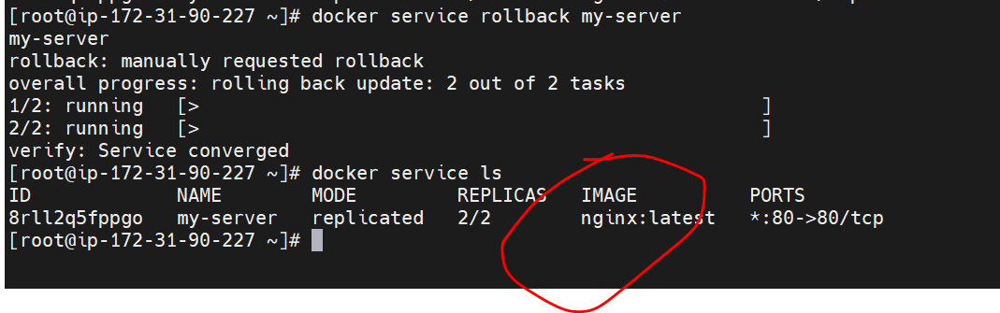 [root@ip-172-31-90-227 ~]# docker service rollback my-server
my-server
rollback: manually requested rollback
overall progress: rolling back update: 2 out of 2 tasks
1/2: running   [>                                                  ]
2/2: running   [>                                                  ]
verify: Service converged
[root@ip-172-31-90-227 ~]# docker service ls
ID             NAME        MODE         REPLICAS   IMAGE          PORTS
8rll2q5fppgo   my-server   replicated   2/2        nginx:latest   *:80->80/tcp
[root@ip-172-31-90-227 ~]#